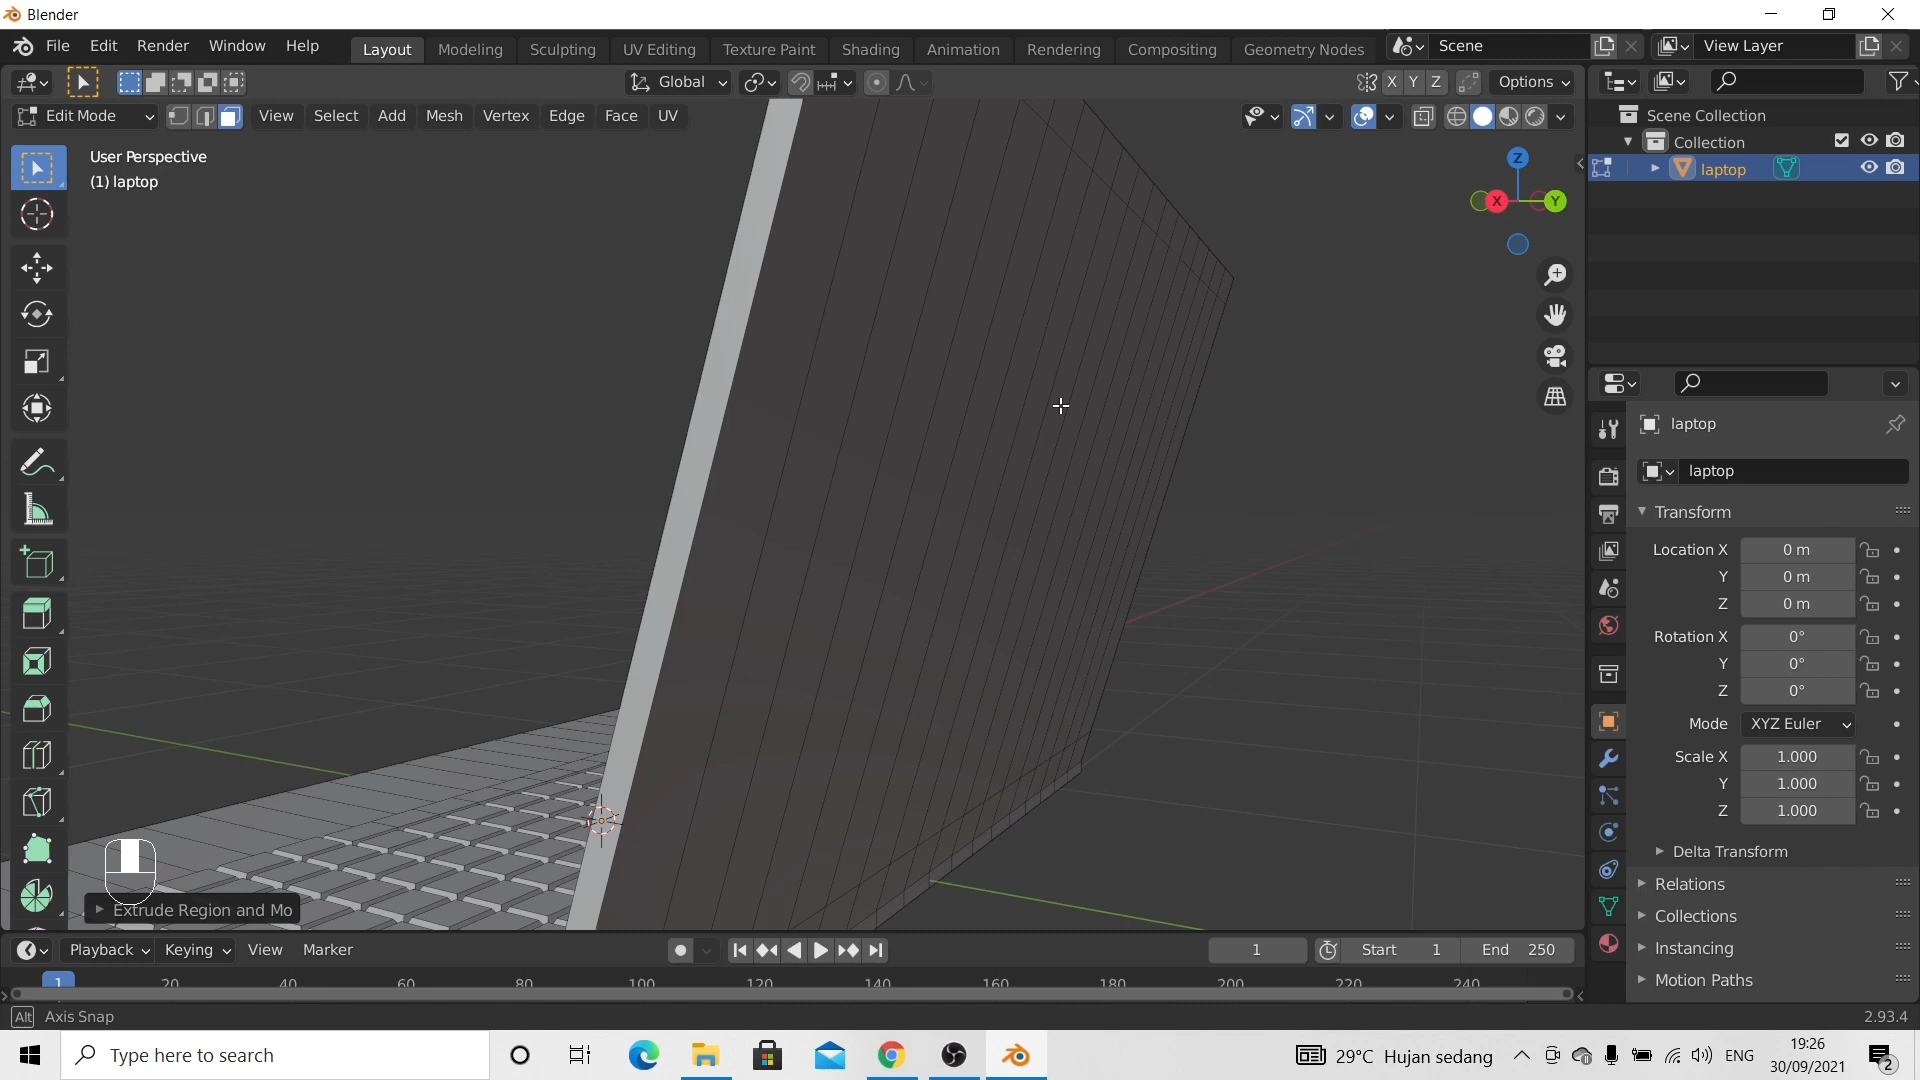 Blender
File Edit Render Window Help Layout Modeling Sculpting UV Editing Texture Paint Shading Animation Rendering Compositing Geometry Nodes Scene View Layer
Global X Y Z Options
Edit Mode View Select Add Mesh Vertex Edge Face UV
Scene Collection
Collection
laptop
User Perspective
(1) laptop
Z
X
Y
laptop
laptop
Transform
Location X 0 m
Y 0 m
Z 0 m
Rotation X 0°
Y 0°
Z 0°
Mode XYZ Euler
Scale X 1.000
Y 1.000
Z 1.000
Delta Transform
Relations
Collections
Instancing
Motion Paths
Extrude Region and Mo
Playback Keying View Marker 1 Start 1 End 250
1 20 40 60 80 100 120 140 160 180 200 220 240
Alt Axis Snap 2.93.4
Type here to search 29°C Hujan sedang ENG 19:26
30/09/2021 2